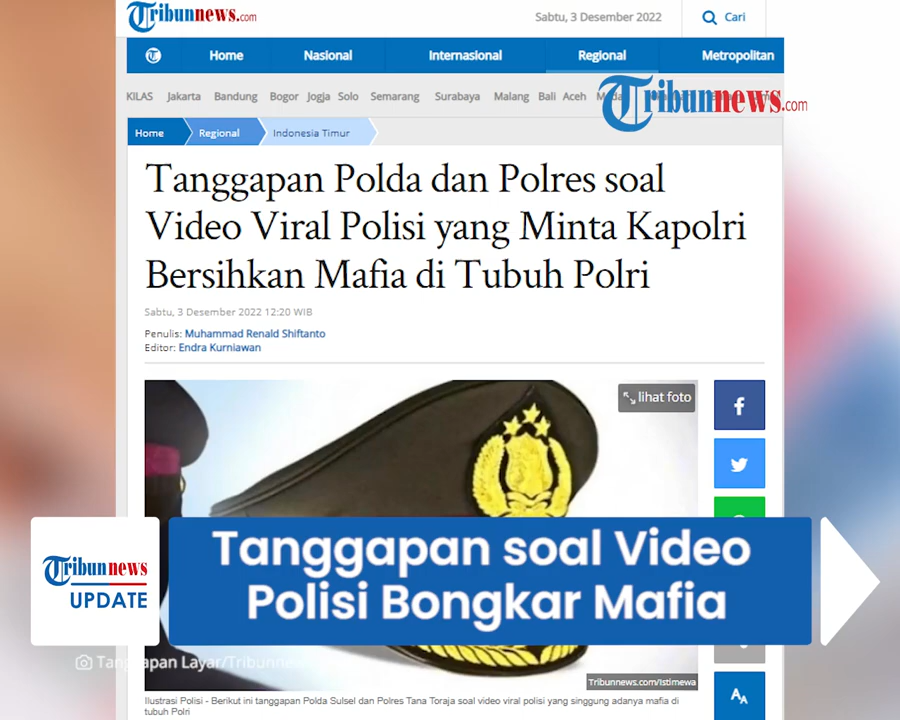 Tribunnews.com
Sabtu, 3 Desember 2022
Cari
Home Nasional Internasional Regional Metropolitan
KILAS Jakarta Bandung Bogor Jogja Solo Semarang Surabaya Malang Bali Aceh
Tribunnews.com
Home Regional Indonesia Timur
Tanggapan Polda dan Polres soal
Video Viral Polisi yang Minta Kapolri
Bersihkan Mafia di Tubuh Polri
Sabtu, 3 Desember 2022 12:20 WIB
Penulis: Muhammad Renald Shiftanto
Editor: Endra Kurniawan
lihat foto
Tribunnews
UPDATE
Tanggapan soal Video
Polisi Bongkar Mafia
Layar/
Tribunnews.com/Istimewa
AA
Ilustrasi Polisi - Berikut ini tanggapan Polda Sulsel dan Polres Tana Toraja soal video viral polisi yang singgung adanya mafia di
tubuh Polri